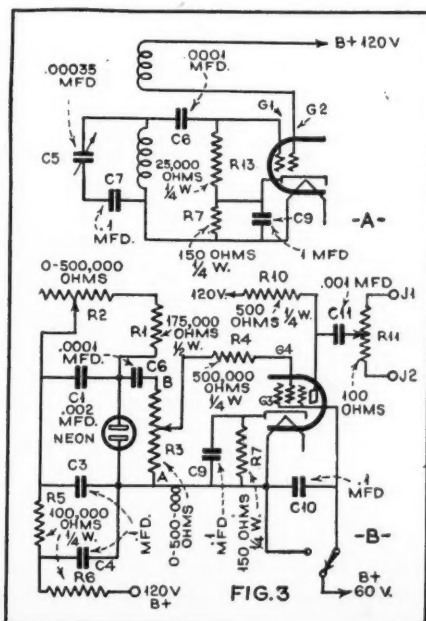 B+ 120 V
.0001
MFD.
.00035
MFD
C6
G1
G2
C5
25,000
OHMS
1/4 W.
R13
C7
R7
C9
.1
MFD.
150 OHMS
1/4 W.
.1 MFD
-A-
0-500,000
OHMS
R2
R1
175,000
OHMS
1/2 W.
120V.
R10
500
OHMS
1/4 W.
.001 MFD
C11
J1
R11
J2
100
OHMS
.0001
MFD.
C6
R4
G4
500,000
OHMS
1/4 W
G3
C1
.002
MFD.
NEON
B
R3
A
C9
R7
C3
R5
100,000
OHMS
1/4 W.
C4
R6
.1
MFD.
0-500-000
OHMS
.1
MFD.
150 OHMS
1/4 W.
.1
MFD
C10
-B-
120V
B+
FIG.3
B+
60 V.